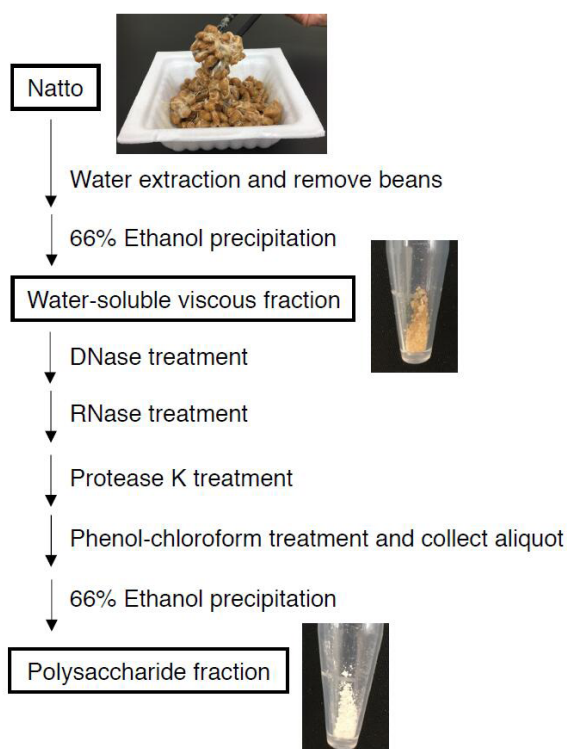 Natto
Water extraction and remove beans
66% Ethanol precipitation
Water-soluble viscous fraction
DNase treatment
RNase treatment
Protease K treatment
Phenol-chloroform treatment and collect aliquot
66% Ethanol precipitation
Polysaccharide fraction